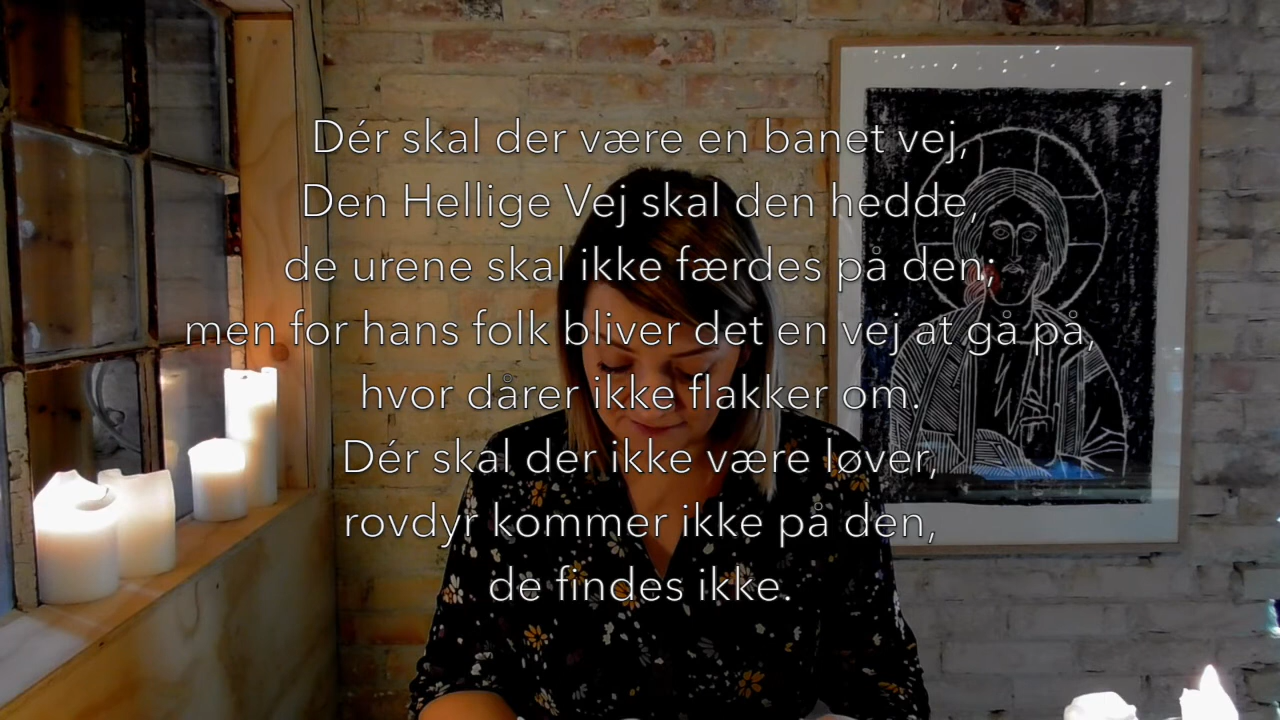 Dér skal der være en banet vej,
Den Hellige Vej skal den hedde,
de urene skal ikke færdes på den;
men for hans folk bliver det en vej at gå på,
hvor dårer ikke flakker om.
Dér skal der ikke være løver,
rovdyr kommer ikke på den,
de findes ikke.